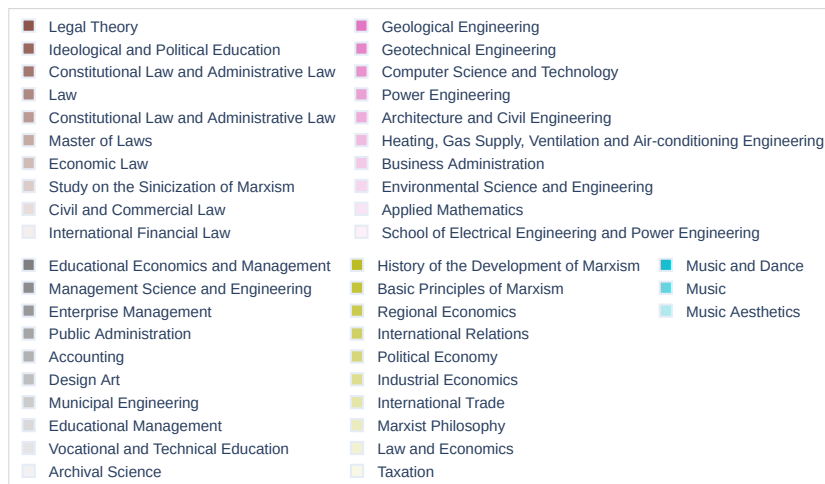 Legal Theory
Ideological and Political Education
Constitutional Law and Administrative Law
Law
Constitutional Law and Administrative Law
Master of Laws
Economic Law
Study on the Sinicization of Marxism
Civil and Commercial Law
International Financial Law
Geological Engineering
Geotechnical Engineering
Computer Science and Technology
Power Engineering
Architecture and Civil Engineering
Heating, Gas Supply, Ventilation and Air-conditioning Engineering
Business Administration
Environmental Science and Engineering
Applied Mathematics
School of Electrical Engineering and Power Engineering
Educational Economics and Management
Management Science and Engineering
Enterprise Management
Public Administration
Accounting
Design Art
Municipal Engineering
Educational Management
Vocational and Technical Education
Archival Science
History of the Development of Marxism
Basic Principles of Marxism
Regional Economics
International Relations
Political Economy
Industrial Economics
International Trade
Marxist Philosophy
Law and Economics
Taxation
Music and Dance
Music
Music Aesthetics